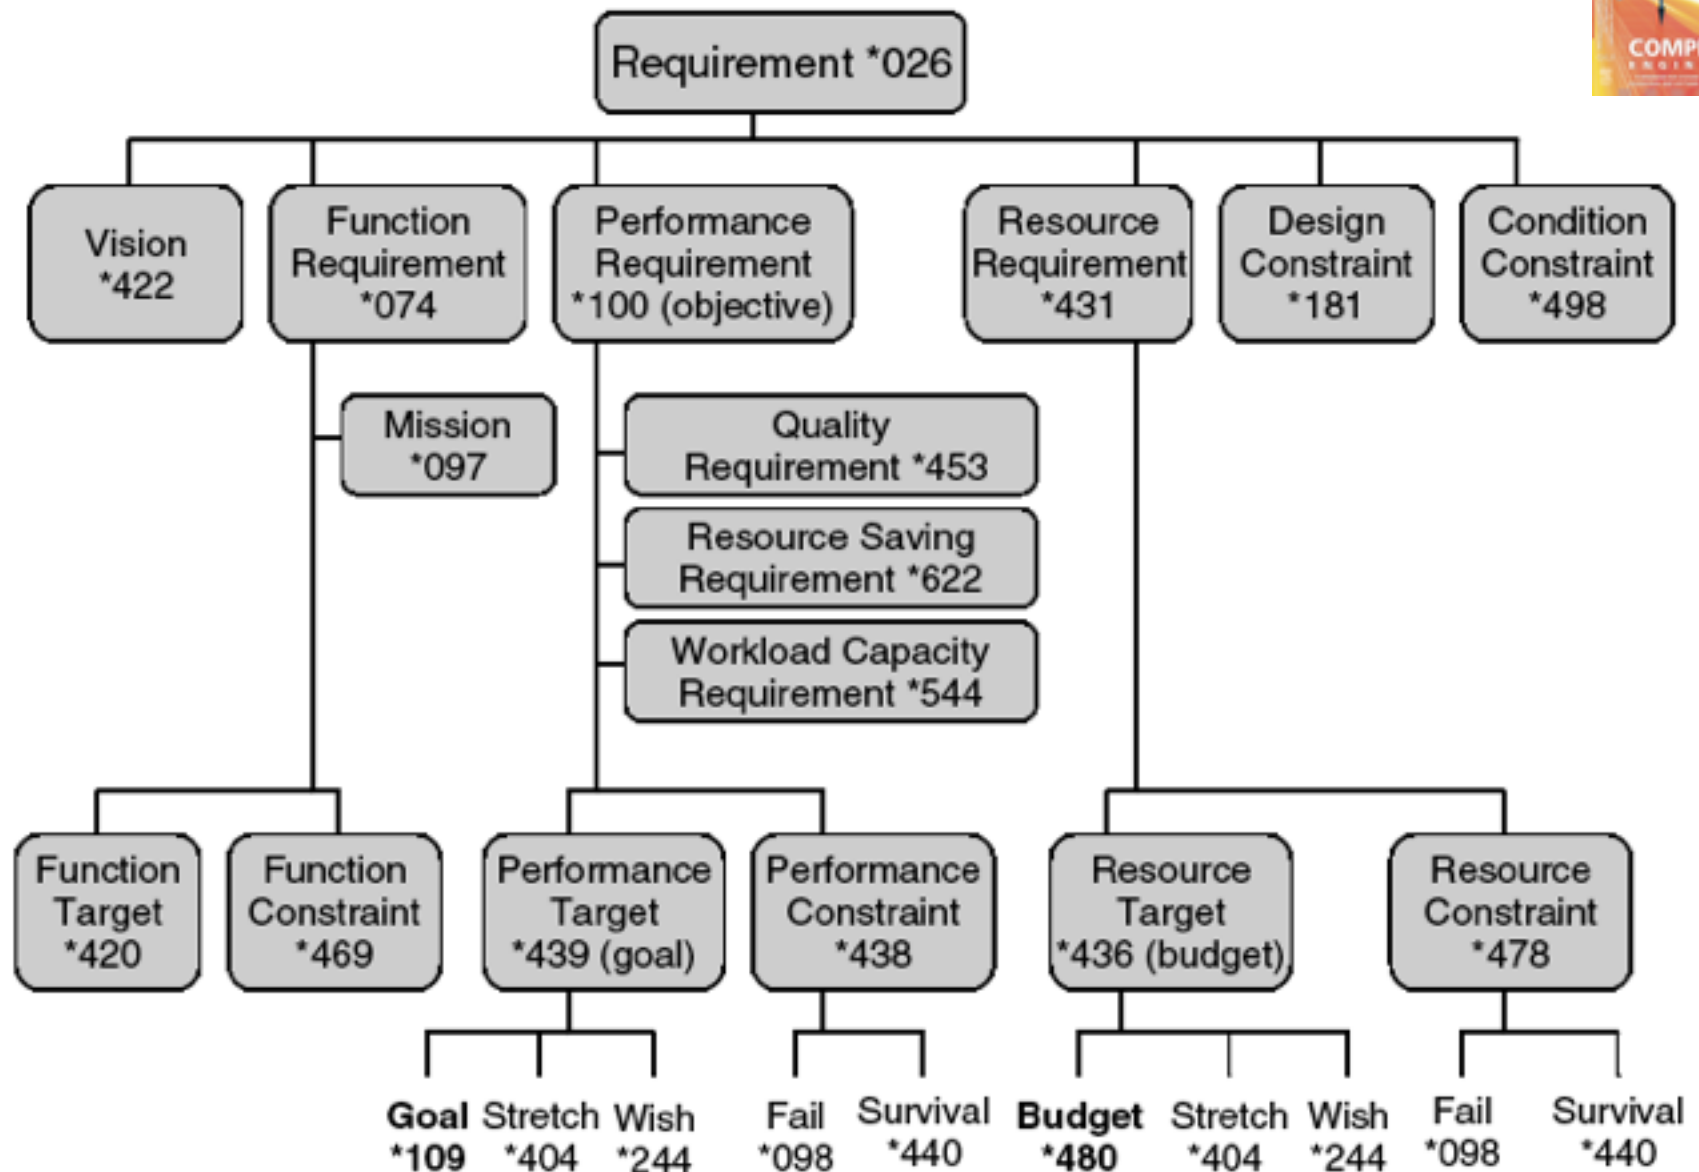 Requirement *026
COMP
Vision
*422
Function
Requirement
*074
Performance
Requirement
*100 (objective)
Resource
Requirement
*431
Design
Constraint
*181
Condition
Constraint
*498
Mission
*097
Quality
Requirement *453
Resource Saving
Requirement *622
Workload Capacity
Requirement *544
Function
Target
*420
Function
Constraint
*469
Performance
Target
*439 (goal)
Performance
Constraint
*438
Resource
Target
*436 (budget)
Resource
Constraint
*478
Goal
*109
Stretch
*404
Wish
*244
Fail
*098
Survival
*440
Budget
*480
Stretch
*404
Wish
*244
Fail
*098
Survival
*440